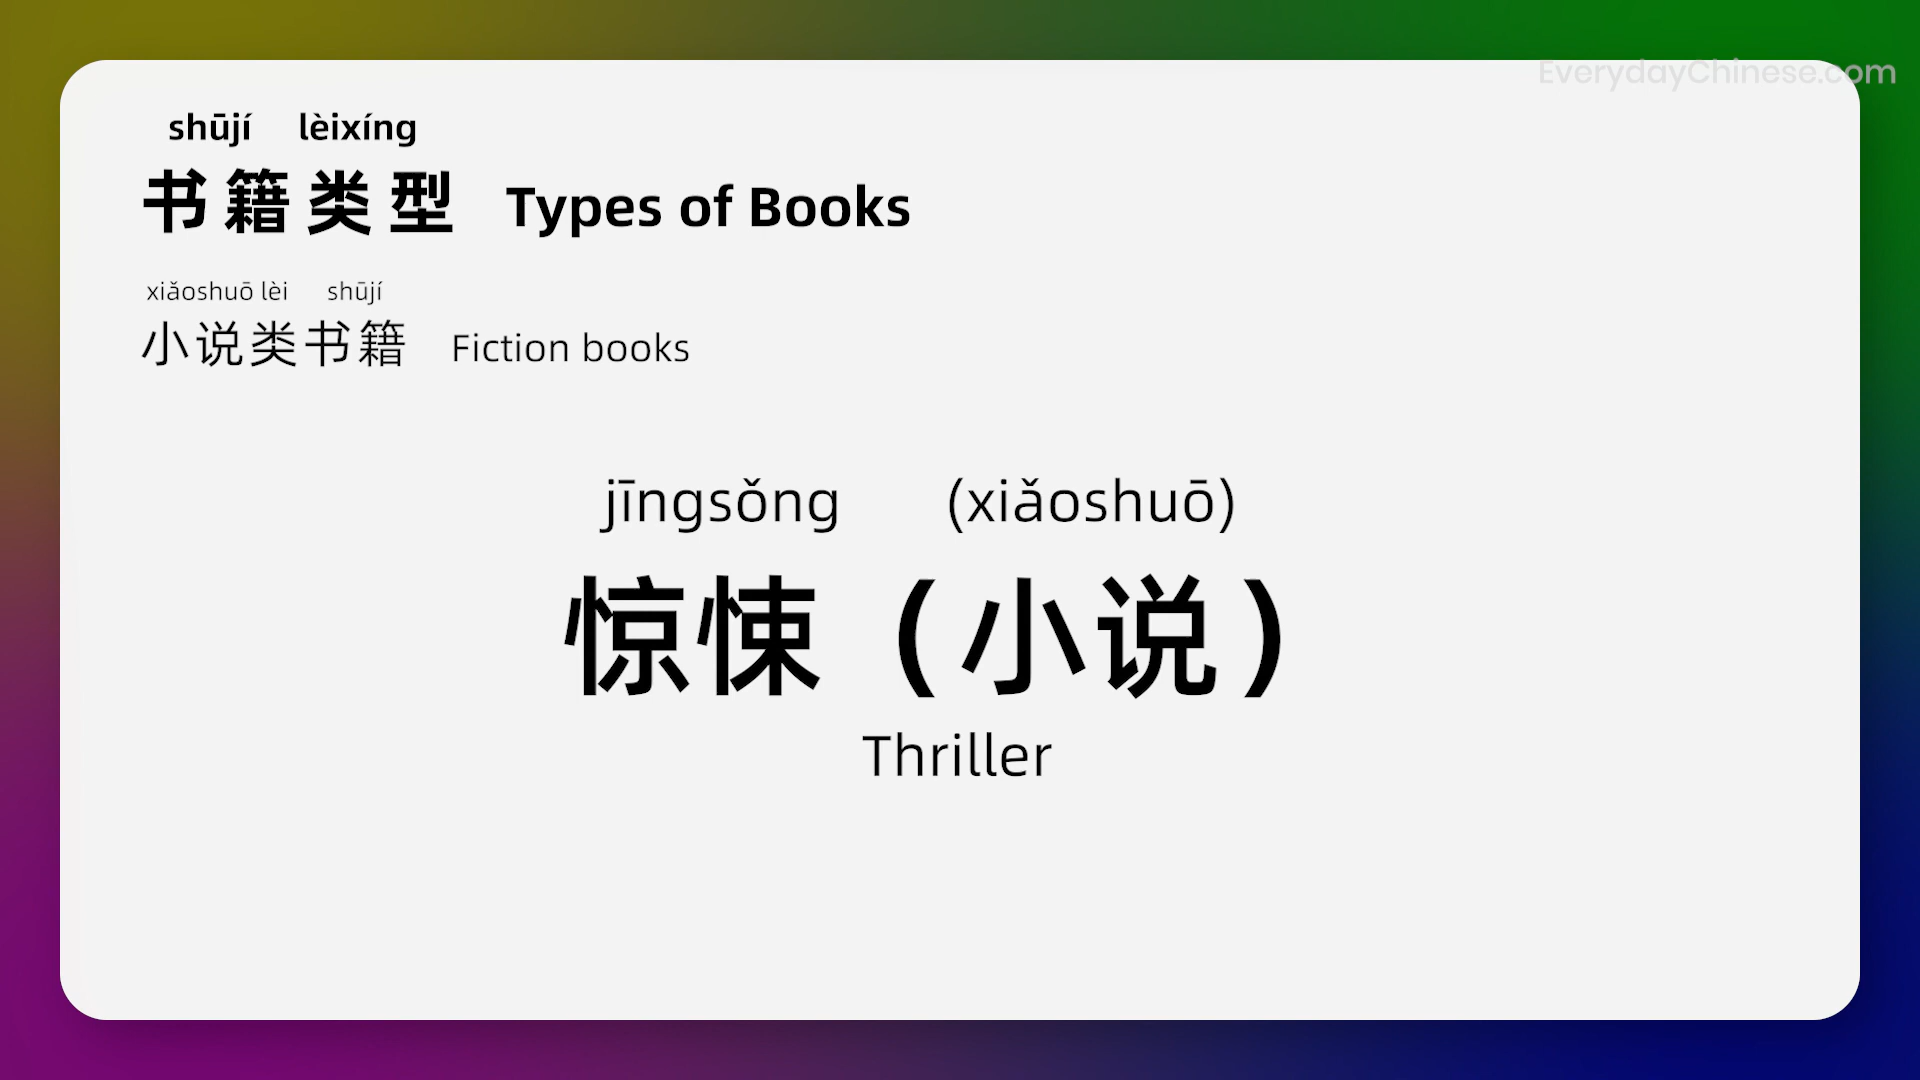 EverydayChinese.com
shūjí lèixíng
书籍类型 Types of Books
xiǎoshuō lèi shūjí
小说类书籍 Fiction books
jīngsǒng (xiǎoshuō)
惊悚（小说）
Thriller